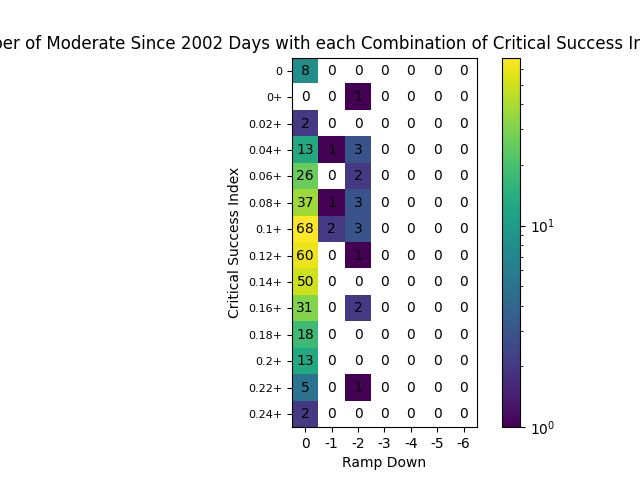 of Moderate Since 2002 Days with each Combination of Critical Success
0 8 0 0 0 0 0 0
0+ 0 0 1 0 0 0 0
0.02+ 2 0 0 0 0 0 0
0.04+ 13 1 3 0 0 0 0
0.06+ 26 0 2 0 0 0 0
0.08+ 37 1 3 0 0 0 0
0.1+ 68 2 3 0 0 0 0
0.12+ 60 0 1 0 0 0 0
0.14+ 50 0 0 0 0 0 0
0.16+ 31 0 2 0 0 0 0
0.18+ 18 0 0 0 0 0 0
0.2+ 13 0 0 0 0 0 0
0.22+ 5 0 1 0 0 0 0
0.24+ 2 0 0 0 0 0 0
0 -1 -2 -3 -4 -5 -6
Ramp Down
Critical Success Index
10¹
10⁰